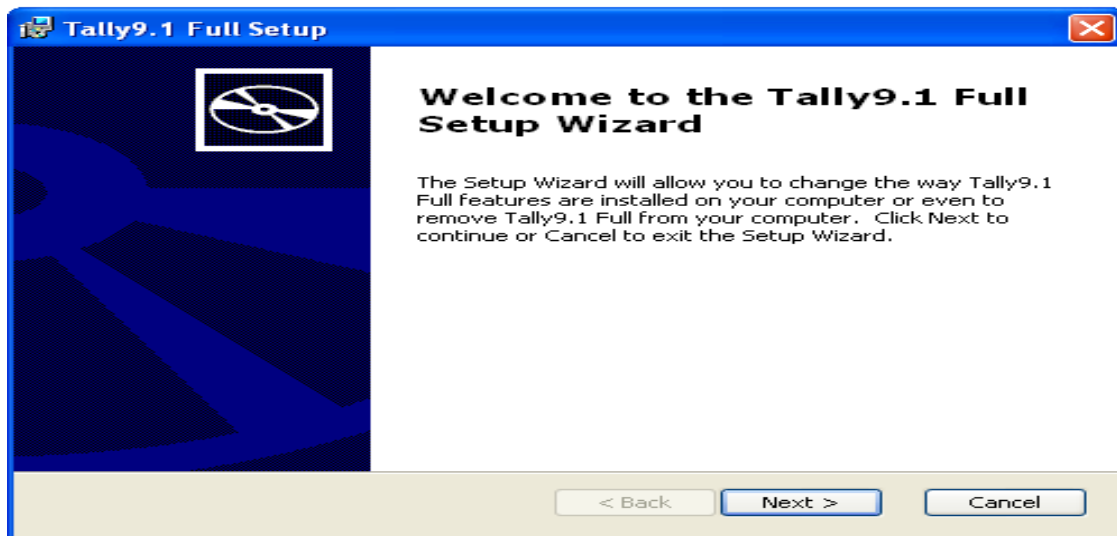 Tally9.1 Full Setup
Welcome to the Tally9.1 Full
Setup Wizard
The Setup Wizard will allow you to change the way Tally9.1
Full features are installed on your computer or even to
remove Tally9.1 Full from your computer.  Click Next to
continue or Cancel to exit the Setup Wizard.
< Back
Next >
Cancel